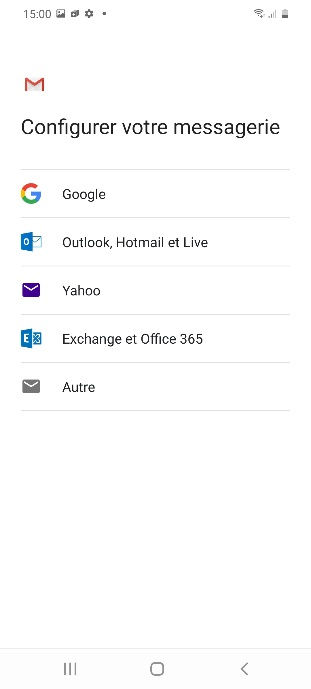 15:00
Configurer votre messagerie
Google
Outlook, Hotmail et Live
Yahoo
Exchange et Office 365
Autre